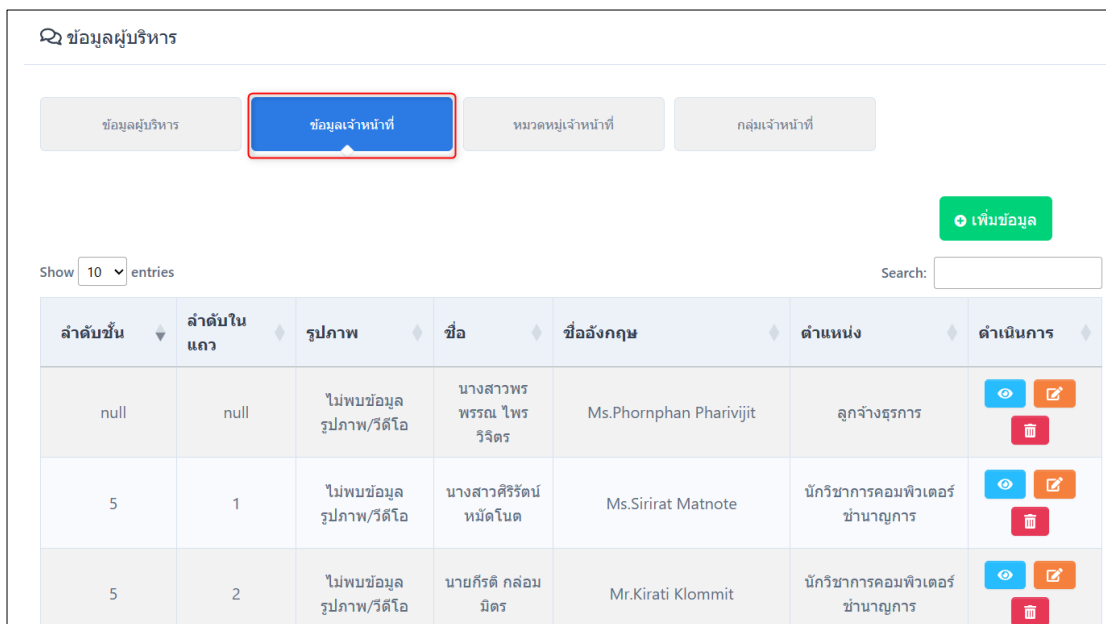 ข้อมูลผู้บริหาร
ข้อมูลผู้บริหาร ข้อมูลเจ้าหน้าที่ หมวดหมู่เจ้าหน้าที่ กลุ่มเจ้าหน้าที่
เพิ่มข้อมูล
Show 10 entries Search:
ลำดับชั้น ลำดับใน รูปภาพ ชื่อ ชื่ออังกฤษ ตำแหน่ง ดำเนินการ
แถว
นางสาวพร
ไม่พบข้อมูล
null null พรรณ ไพร Ms.Phornphan Pharivijit ลูกจ้างธุรการ
รูปภาพ/วีดีโอ
วิจิตร
ไม่พบข้อมูล นางสาวศิริรัตน์ นักวิชาการคอมพิวเตอร์
5 1 Ms.Sirirat Matnote
รูปภาพ/วีดีโอ หมัดโนต ชำนาญการ
ไม่พบข้อมูล นายกีรติ กล่อม นักวิชาการคอมพิวเตอร์
5 2 Mr.Kirati Klommit
รูปภาพ/วีดีโอ มิตร ชำนาญการ